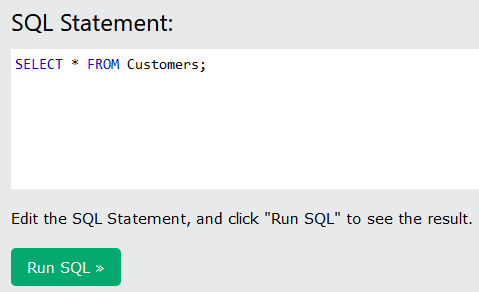 SQL Statement:
SELECT * FROM Customers;
Edit the SQL Statement, and click "Run SQL" to see the result.
Run SQL »